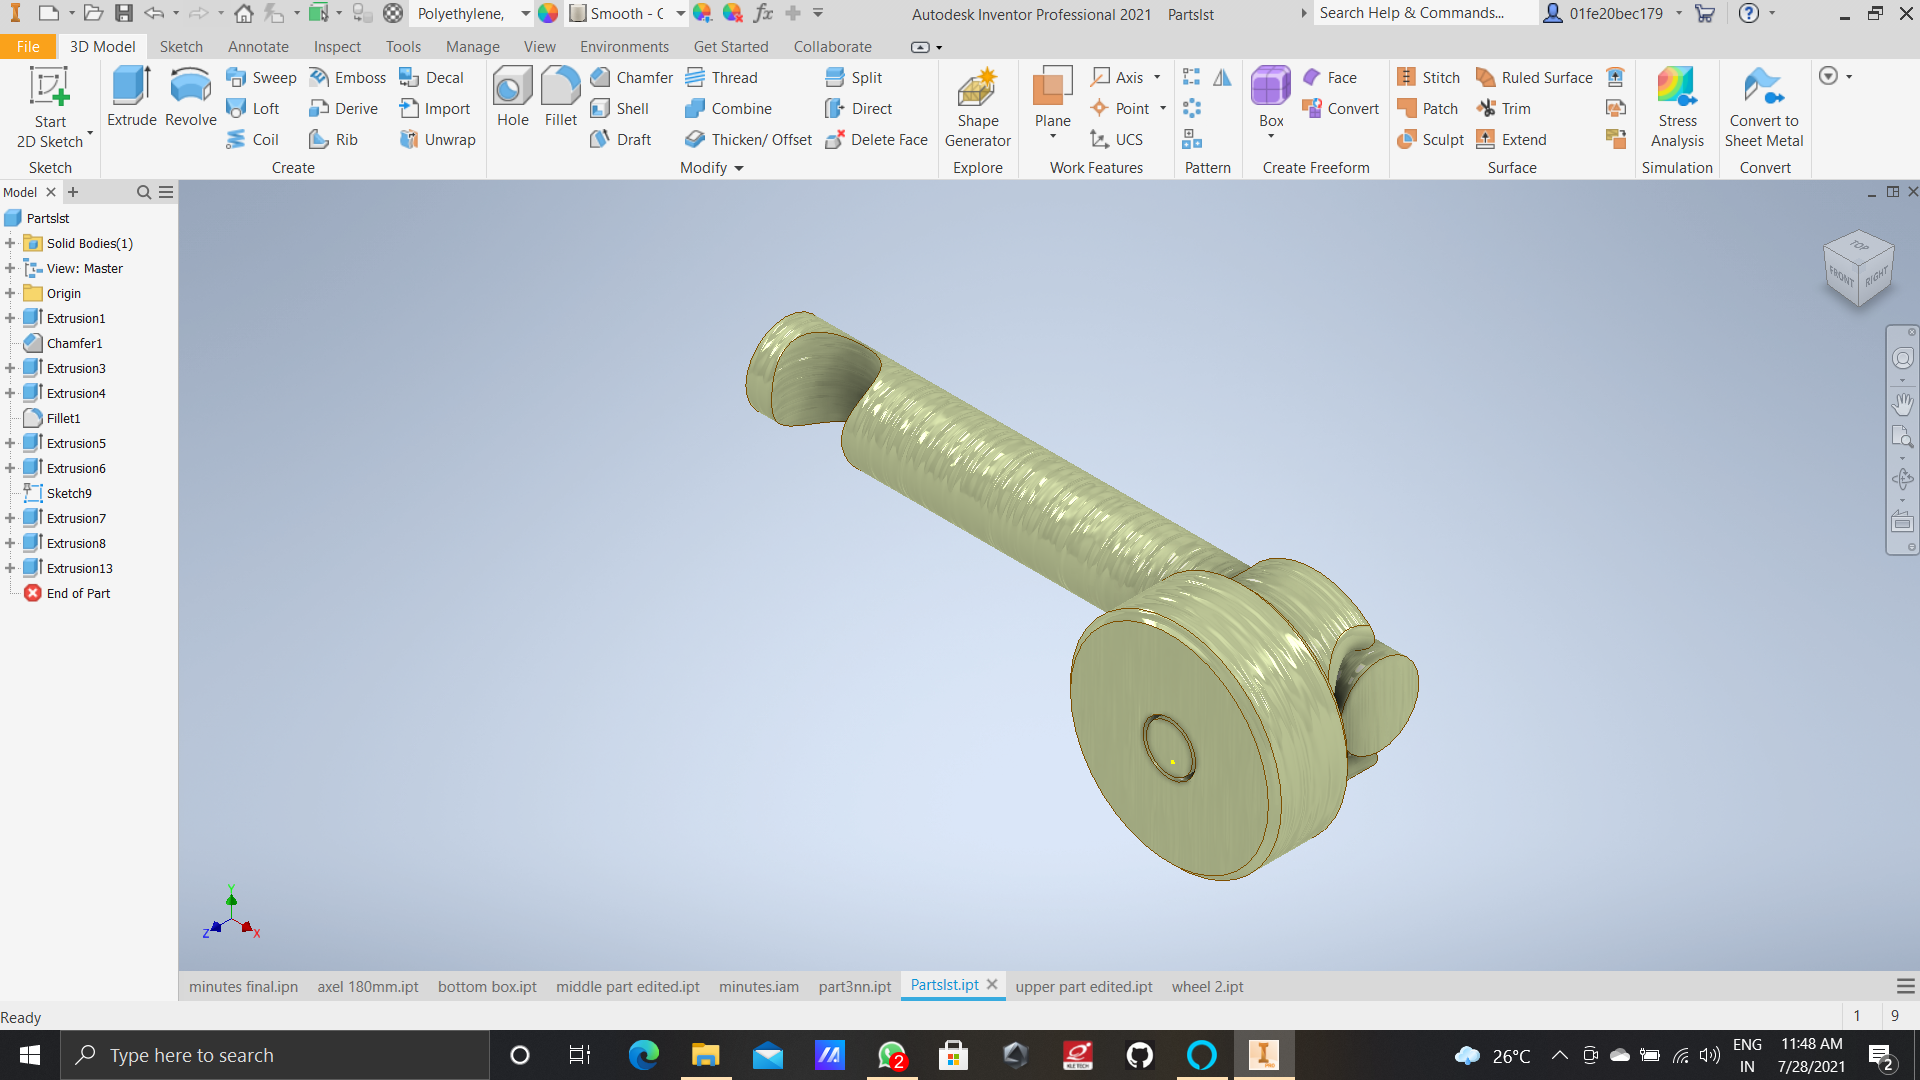 Polyethylene,
Smooth - C
Autodesk Inventor Professional 2021 Partslst
Search Help & Commands...
01fe20bec179
File 3D Model Sketch Annotate Inspect Tools Manage View Environments Get Started Collaborate
Start
2D Sketch
Sketch
Extrude
Revolve
Sweep
Loft
Coil
Emboss
Derive
Rib
Decal
Import
Unwrap
Create
Hole
Fillet
Chamfer
Shell
Draft
Thread
Combine
Thicken/ Offset
Split
Direct
Delete Face
Modify
Shape
Generator
Explore
Plane
Axis
Point
UCS
Work Features
Pattern
Box
Face
Convert
Create Freeform
Stitch
Patch
Sculpt
Ruled Surface
Trim
Extend
Surface
Stress
Analysis
Simulation
Convert to
Sheet Metal
Convert
Model
Partslst
Solid Bodies(1)
View: Master
Origin
Extrusion1
Chamfer1
Extrusion3
Extrusion4
Fillet1
Extrusion5
Extrusion6
Sketch9
Extrusion7
Extrusion8
Extrusion13
End of Part
TOP
FRONT
RIGHT
Y
Z
X
minutes final.ipn axel 180mm.ipt bottom box.ipt middle part edited.ipt minutes.iam part3nn.ipt Partslst.ipt upper part edited.ipt wheel 2.ipt
Ready
1 9
Type here to search
2
KLE TECH
PRO
26°C
ENG
IN
11:48 AM
7/28/2021
2